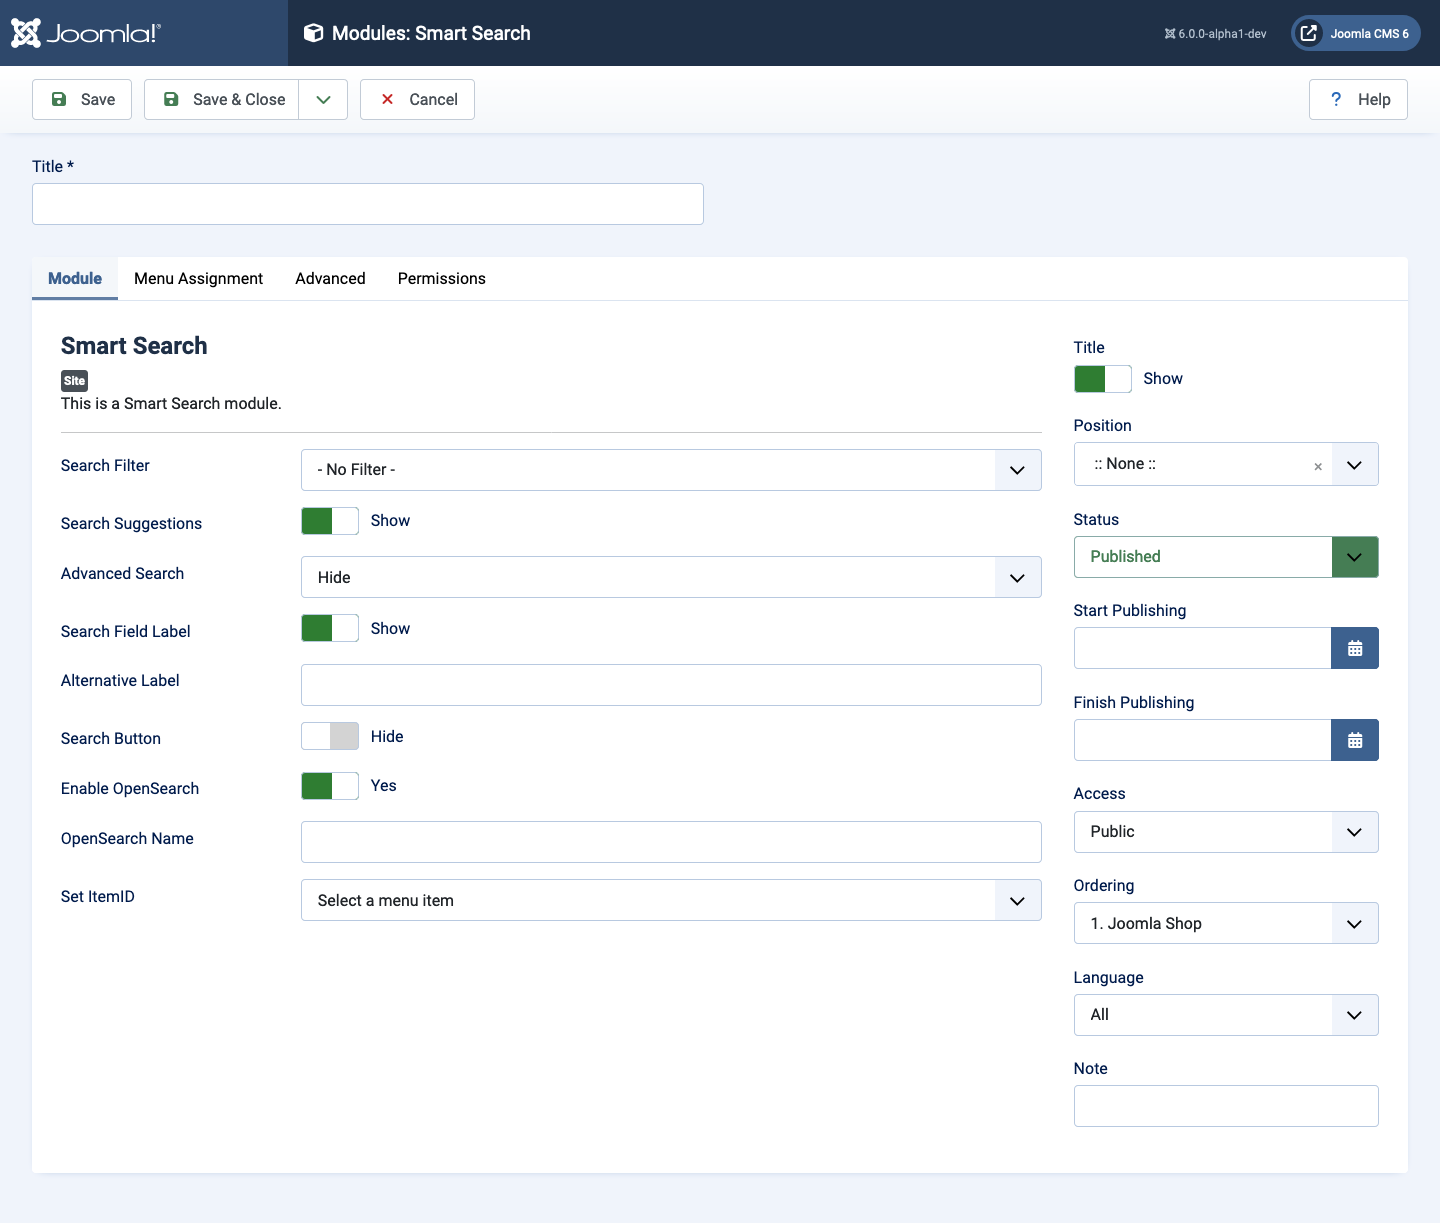 Joomla!®
Modules: Smart Search
6.0.0-alpha1-dev
Joomla CMS 6
Save
Save & Close
Cancel
? Help
Title *
Module
Menu Assignment
Advanced
Permissions
Smart Search
Site
This is a Smart Search module.
Search Filter
- No Filter -
Search Suggestions
Show
Advanced Search
Hide
Search Field Label
Show
Alternative Label
Search Button
Hide
Enable OpenSearch
Yes
OpenSearch Name
Set ItemID
Select a menu item
Title
Show
Position
:: None ::
×
Status
Published
Start Publishing
Finish Publishing
Access
Public
Ordering
1. Joomla Shop
Language
All
Note